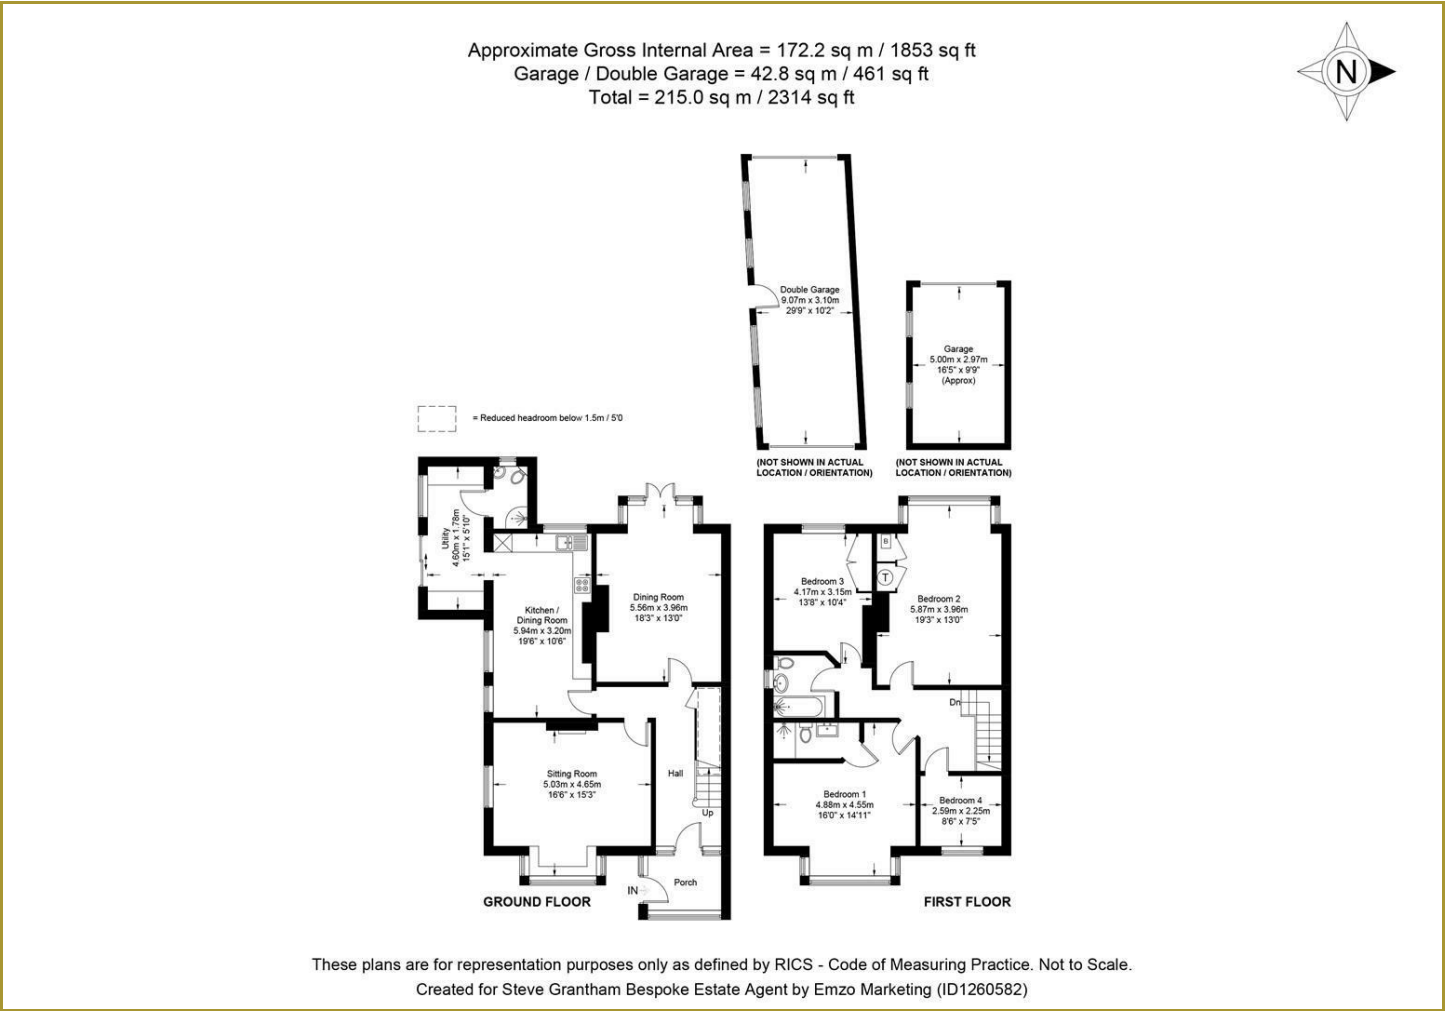 Approximate Gross Internal Area = 172.2 sq m / 1853 sq ft
Garage / Double Garage = 42.8 sq m / 461 sq ft
Total = 215.0 sq m / 2314 sq ft
N
Double Garage
9.07m x 3.10m
29'9" x 10'2"
(NOT SHOWN IN ACTUAL
LOCATION / ORIENTATION)
Garage
5.00m x 2.97m
16'5" x 9'9"
(Approx)
(NOT SHOWN IN ACTUAL
LOCATION / ORIENTATION)
= Reduced headroom below 1.5m / 5'0
Utility
4.60m x 1.78m
15'1" x 5'10"
Kitchen /
Dining Room
5.94m x 3.20m
19'6" x 10'6"
Dining Room
5.56m x 3.96m
18'3" x 13'0"
Sitting Room
5.03m x 4.65m
16'6" x 15'3"
Hall
Up
Porch
IN
GROUND FLOOR
Bedroom 3
4.17m x 3.15m
13'8" x 10'4"
B
T
Bedroom 2
5.87m x 3.96m
19'3" x 13'0"
Dn
Bedroom 1
4.88m x 4.55m
16'0" x 14'11"
Bedroom 4
2.59m x 2.25m
8'6" x 7'5"
FIRST FLOOR
These plans are for representation purposes only as defined by RICS - Code of Measuring Practice. Not to Scale.
Created for Steve Grantham Bespoke Estate Agent by Emzo Marketing (ID1260582)